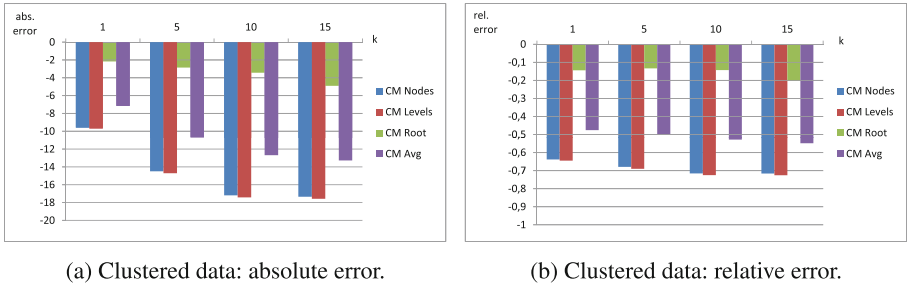 abs.
error
1 5 10 15
k
0
-2
-4
-6
-8
-10
-12
-14
-16
-18
-20
CM Nodes
CM Levels
CM Root
CM Avg
(a) Clustered data: absolute error.
rel.
error
1 5 10 15
k
0
-0,1
-0,2
-0,3
-0,4
-0,5
-0,6
-0,7
-0,8
-0,9
-1
CM Nodes
CM Levels
CM Root
CM Avg
(b) Clustered data: relative error.